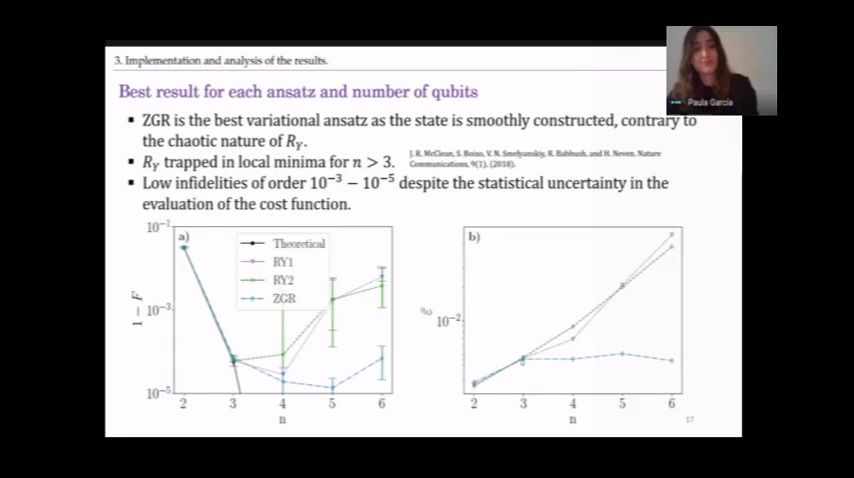 3. Implementation and analysis of the results.
Paula García
Best result for each ansatz and number of qubits
▪ ZGR is the best variational ansatz as the state is smoothly constructed, contrary to
the chaotic nature of R_Y.
▪ R_Y trapped in local minima for n > 3.
J. R. McClean, S. Boixo, V. N. Smelyanskiy, R. Babbush, and H. Neven. Nature
Communications, 9(1), (2018).
▪ Low infidelities of order 10⁻³ − 10⁻⁵ despite the statistical uncertainty in the
evaluation of the cost function.
a)
Theoretical
RY1
RY2
ZGR
10⁻¹
10⁻³
10⁻⁵
1 − F
2 3 4 5 6
n
b)
10⁻²
2 3 4 5 6
n
17